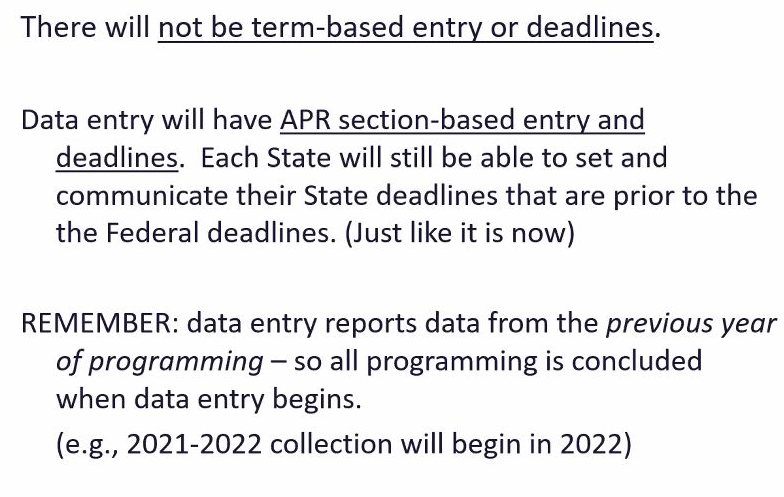 There will not be term-based entry or deadlines.
Data entry will have APR section-based entry and
deadlines. Each State will still be able to set and
communicate their State deadlines that are prior to the
the Federal deadlines. (Just like it is now)
REMEMBER: data entry reports data from the previous year
of programming – so all programming is concluded
when data entry begins.
(e.g., 2021-2022 collection will begin in 2022)